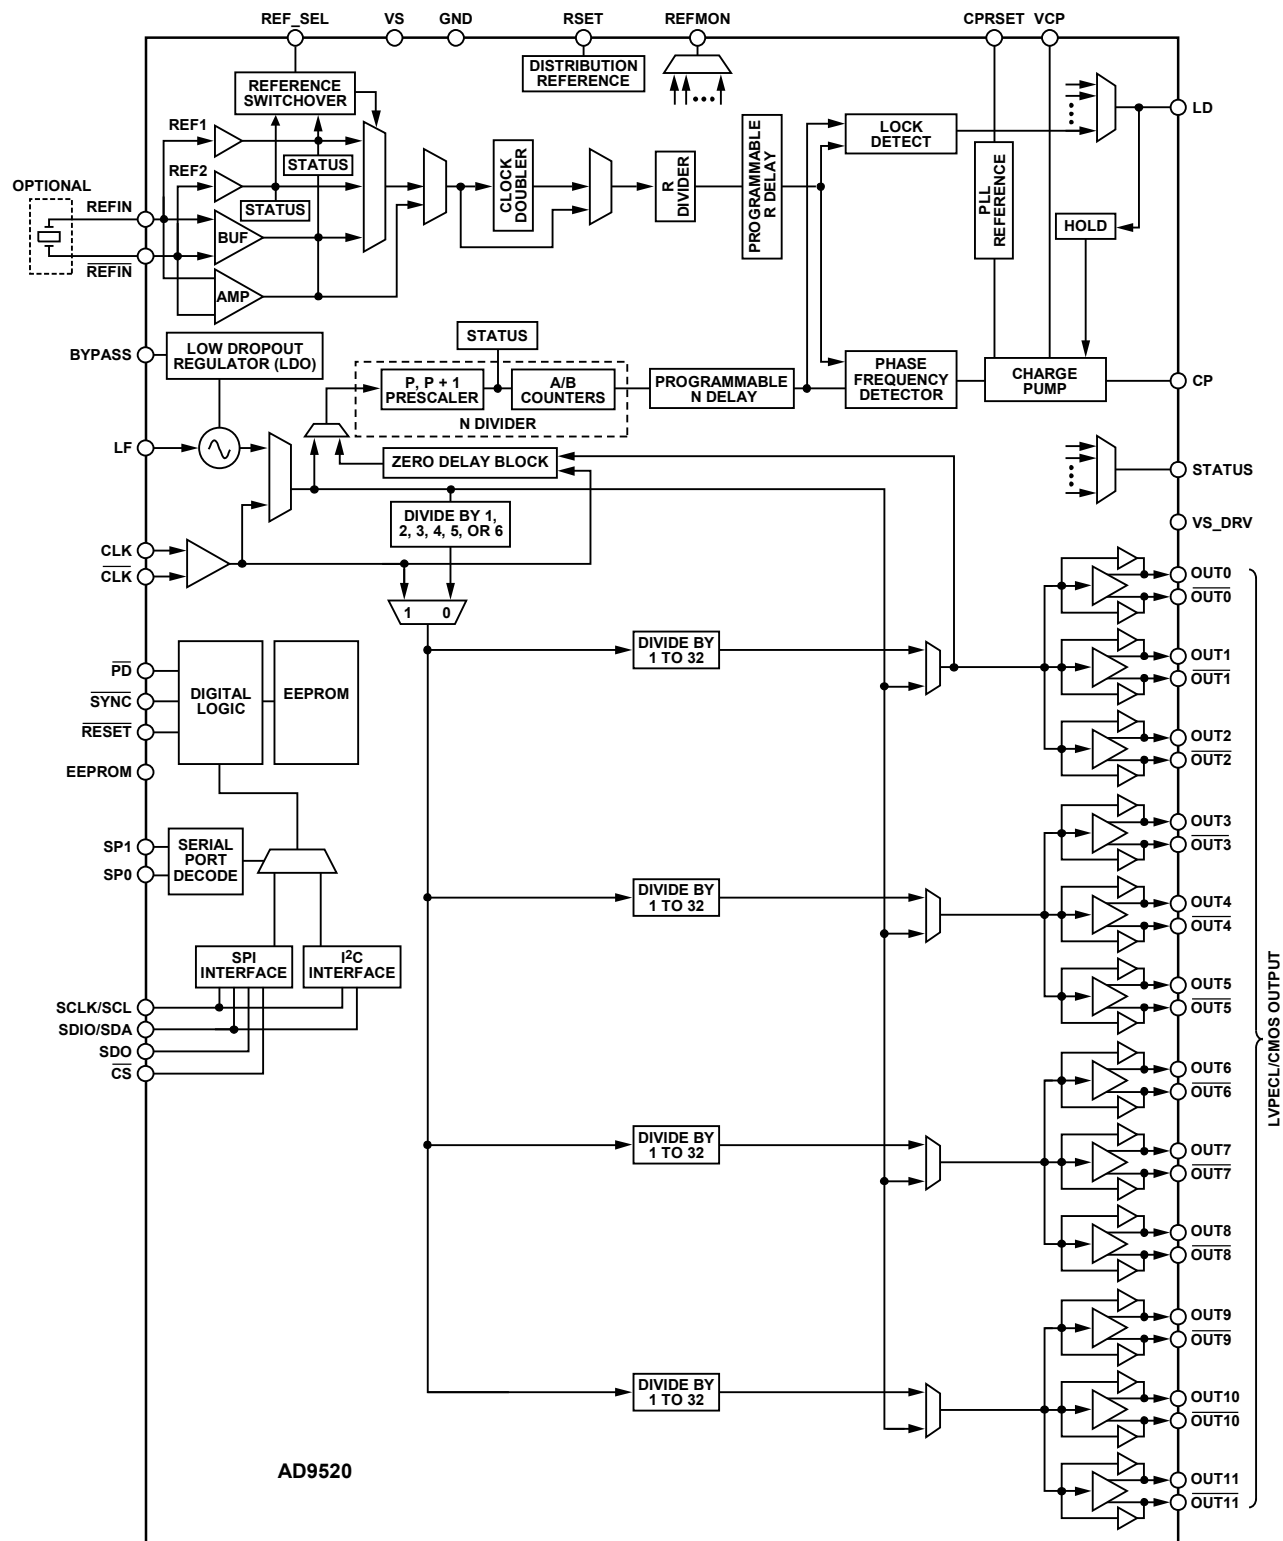 REF_SEL VS GND RSET REFMON CPRSET VCP
DISTRIBUTION
REFERENCE
REFERENCE
SWITCHOVER
LD
REF1
LOCK
DETECT
STATUS
REF2
CLOCK
DOUBLER
R
DIVIDER
PROGRAMMABLE
R DELAY
PLL
REFERENCE
OPTIONAL
REFIN
STATUS
HOLD
BUF
REFIN
AMP
STATUS
BYPASS
LOW DROPOUT
REGULATOR (LDO)
P, P + 1
PRESCALER
A/B
COUNTERS
N DIVIDER
PROGRAMMABLE
N DELAY
PHASE
FREQUENCY
DETECTOR
CHARGE
PUMP
CP
LF
ZERO DELAY BLOCK
STATUS
DIVIDE BY 1,
2, 3, 4, 5, OR 6
VS_DRV
CLK
CLK
OUT0
OUT0
1 0
DIVIDE BY
1 TO 32
OUT1
OUT1
PD
SYNC
RESET
DIGITAL
LOGIC
EEPROM
OUT2
OUT2
EEPROM
OUT3
OUT3
SP1
SP0
SERIAL
PORT
DECODE
DIVIDE BY
1 TO 32
OUT4
OUT4
SPI
INTERFACE
I2C
INTERFACE
OUT5
OUT5
SCLK/SCL
SDIO/SDA
SDO
CS
LVPECL/CMOS OUTPUT
OUT6
OUT6
DIVIDE BY
1 TO 32
OUT7
OUT7
OUT8
OUT8
OUT9
OUT9
DIVIDE BY
1 TO 32
OUT10
OUT10
AD9520
OUT11
OUT11